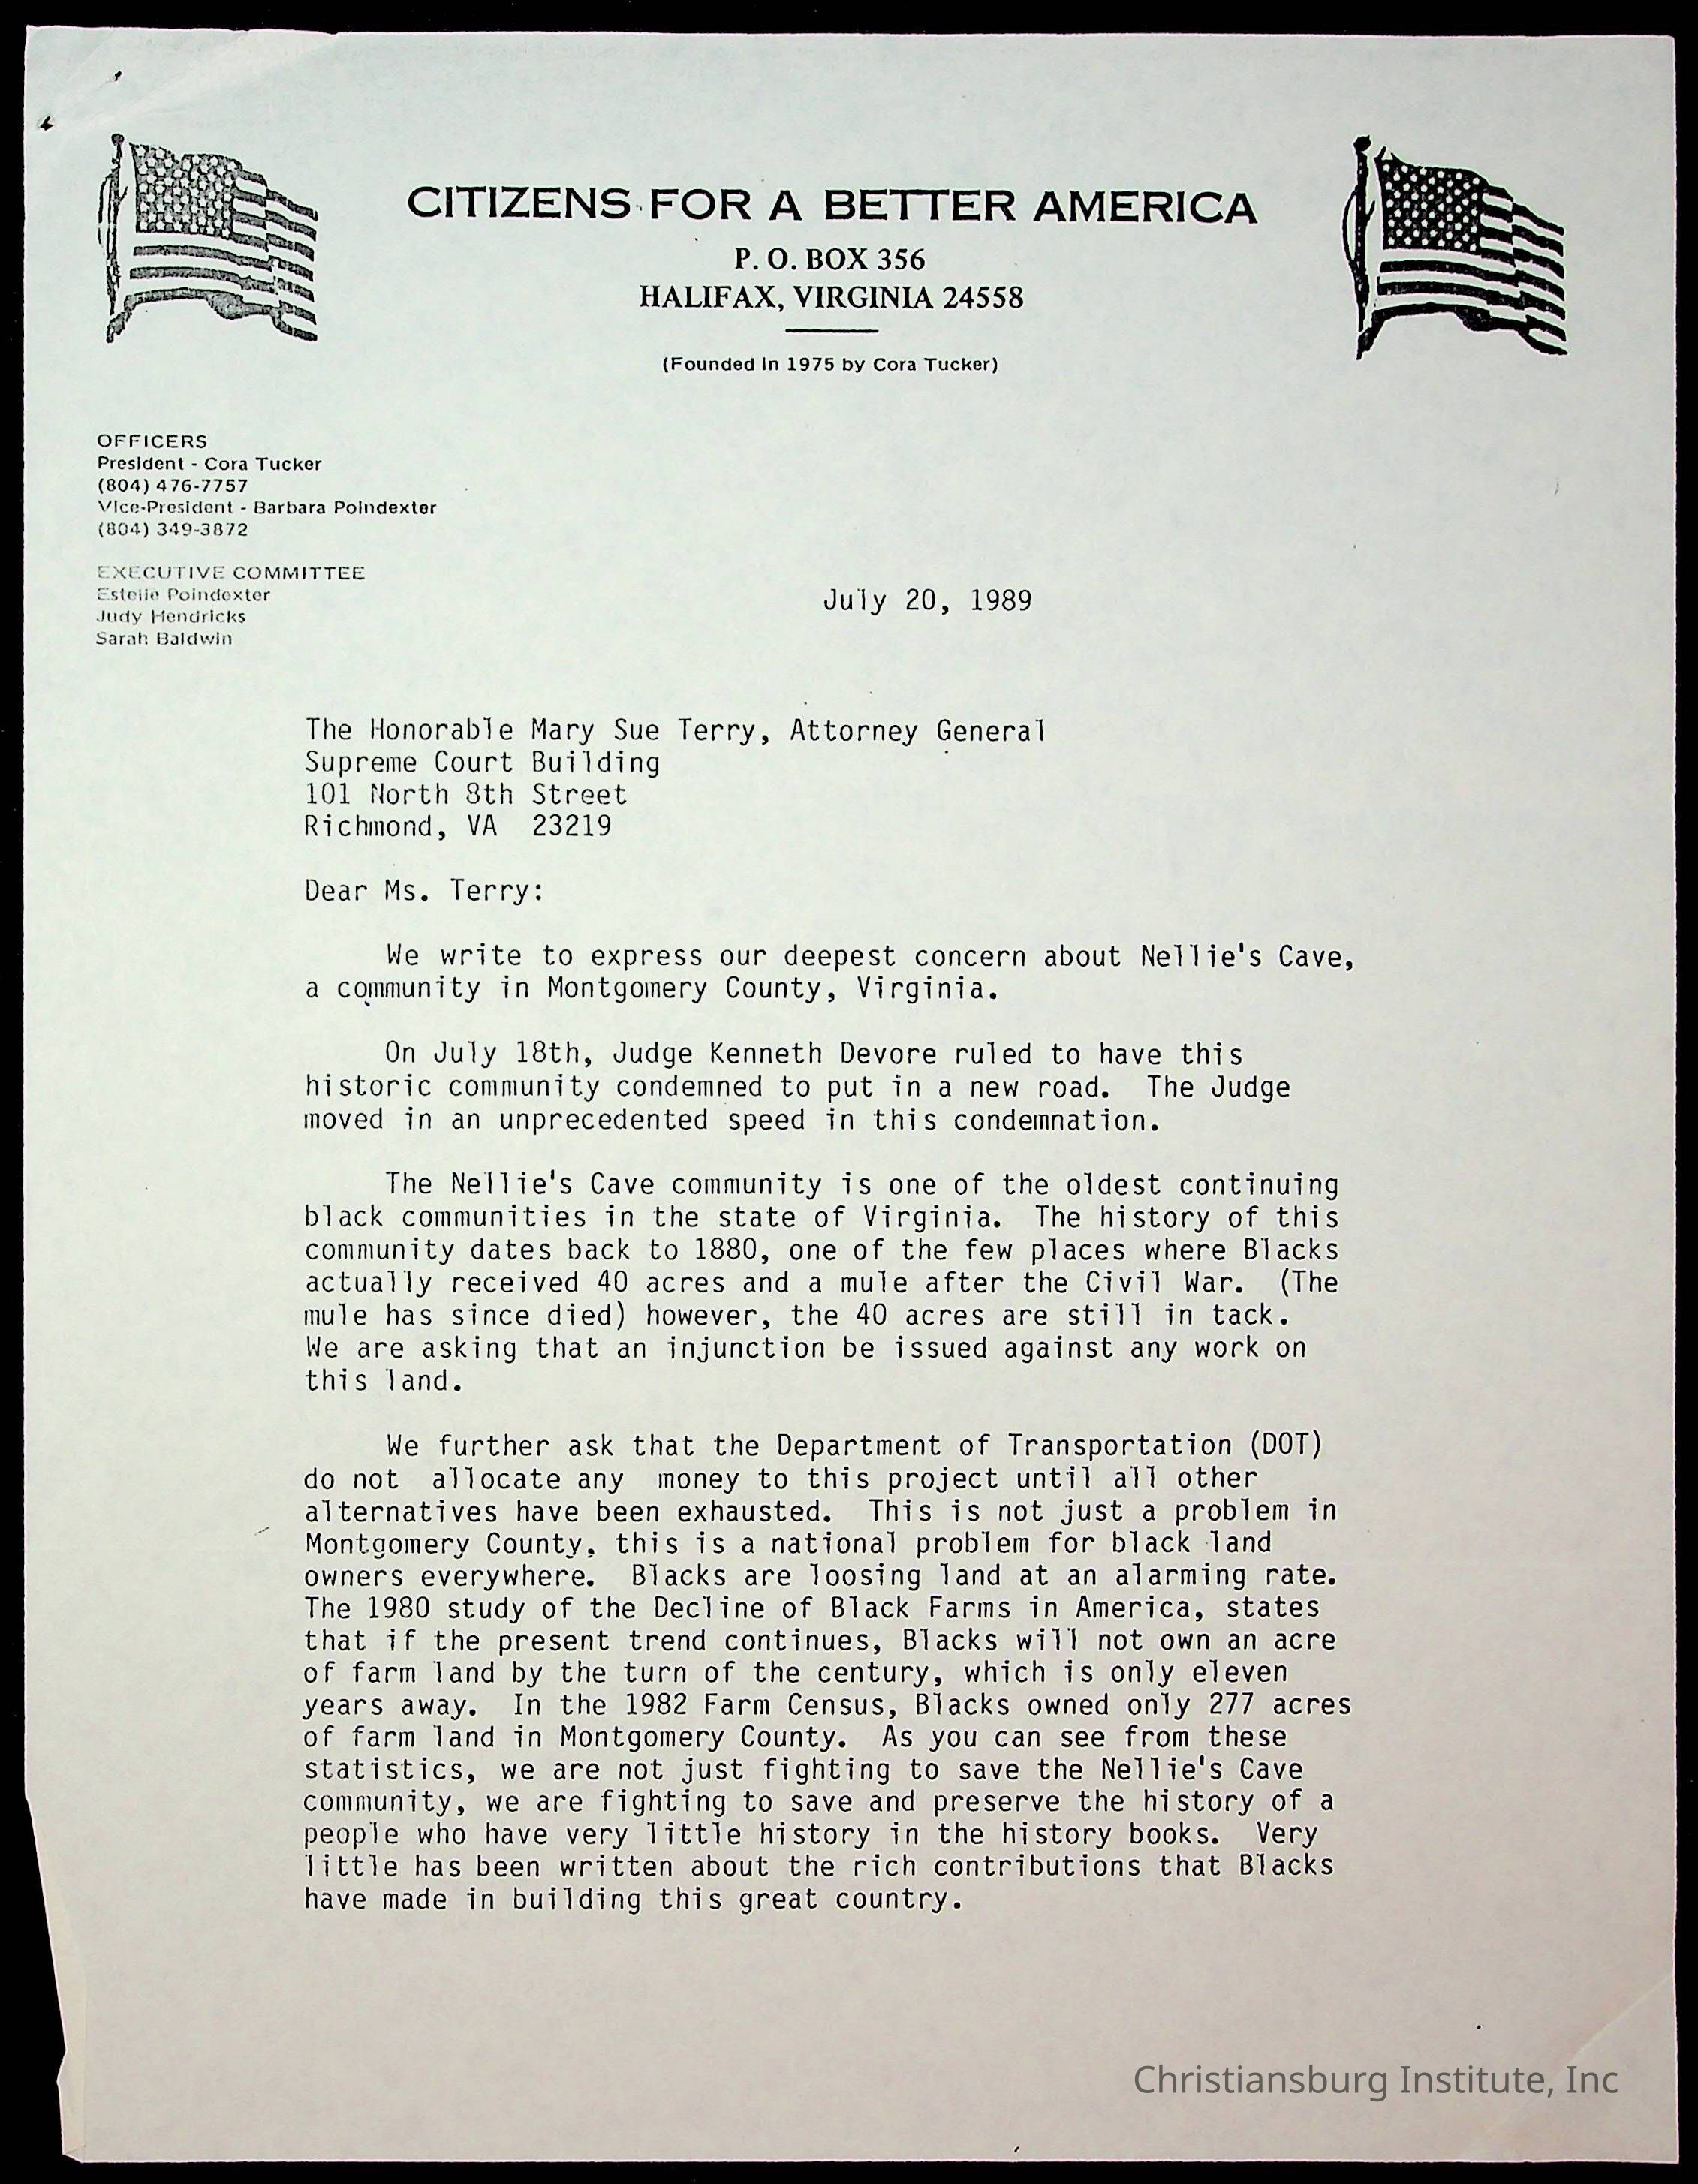 CITIZENS FOR A BETTER AMERICA
P. O. BOX 356
HALIFAX, VIRGINIA 24558
(Founded in 1975 by Cora Tucker)
OFFICERS
President - Cora Tucker
(804) 476-7757
Vice-President - Barbara Poindexter
(804) 349-3872
EXECUTIVE COMMITTEE
Estelle Poindexter
Judy Hendricks
Sarah Baldwin
July 20, 1989
The Honorable Mary Sue Terry, Attorney General
Supreme Court Building
101 North 8th Street
Richmond, VA  23219
Dear Ms. Terry:
We write to express our deepest concern about Nellie's Cave,
a community in Montgomery County, Virginia.
On July 18th, Judge Kenneth Devore ruled to have this
historic community condemned to put in a new road.  The Judge
moved in an unprecedented speed in this condemnation.
The Nellie's Cave community is one of the oldest continuing
black communities in the state of Virginia.  The history of this
community dates back to 1880, one of the few places where Blacks
actually received 40 acres and a mule after the Civil War.  (The
mule has since died) however, the 40 acres are still in tack.
We are asking that an injunction be issued against any work on
this land.
We further ask that the Department of Transportation (DOT)
do not  allocate any  money to this project until all other
alternatives have been exhausted.  This is not just a problem in
Montgomery County, this is a national problem for black land
owners everywhere.  Blacks are loosing land at an alarming rate.
The 1980 study of the Decline of Black Farms in America, states
that if the present trend continues, Blacks will not own an acre
of farm land by the turn of the century, which is only eleven
years away.  In the 1982 Farm Census, Blacks owned only 277 acres
of farm land in Montgomery County.  As you can see from these
statistics, we are not just fighting to save the Nellie's Cave
community, we are fighting to save and preserve the history of a
people who have very little history in the history books.  Very
little has been written about the rich contributions that Blacks
have made in building this great country.
Christiansburg Institute, Inc